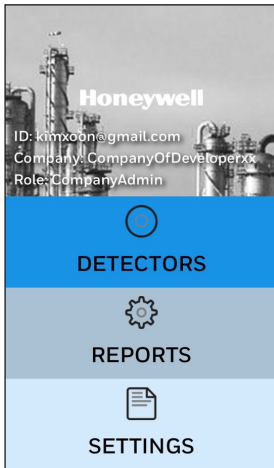 Honeywell
ID: kimxoon@gmail.com
Company: CompanyOfDeveloperxx
Role: CompanyAdmin
DETECTORS
REPORTS
SETTINGS